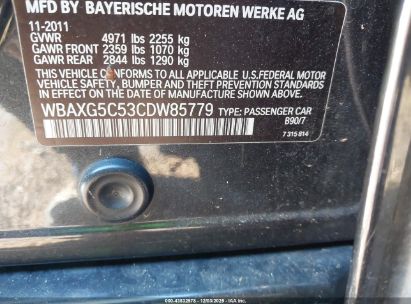 MFD BY BAYERISCHE MOTOREN WERKE AG
11-2011
GVWR 4971 lbs 2255 kg
GAWR FRONT 2359 lbs 1070 kg
GAWR REAR 2844 lbs 1290 kg
THIS VEHICLE CONFORMS TO ALL APPLICABLE U.S.FEDERAL MOTOR
VEHICLE SAFETY, BUMPER, AND THEFT PREVENTION STANDARDS
IN EFFECT ON THE DATE OF MANUFACTURE SHOWN ABOVE.
WBAXG5C53CDW85779 TYPE: PASSENGER CAR
B90/7
7 315 814